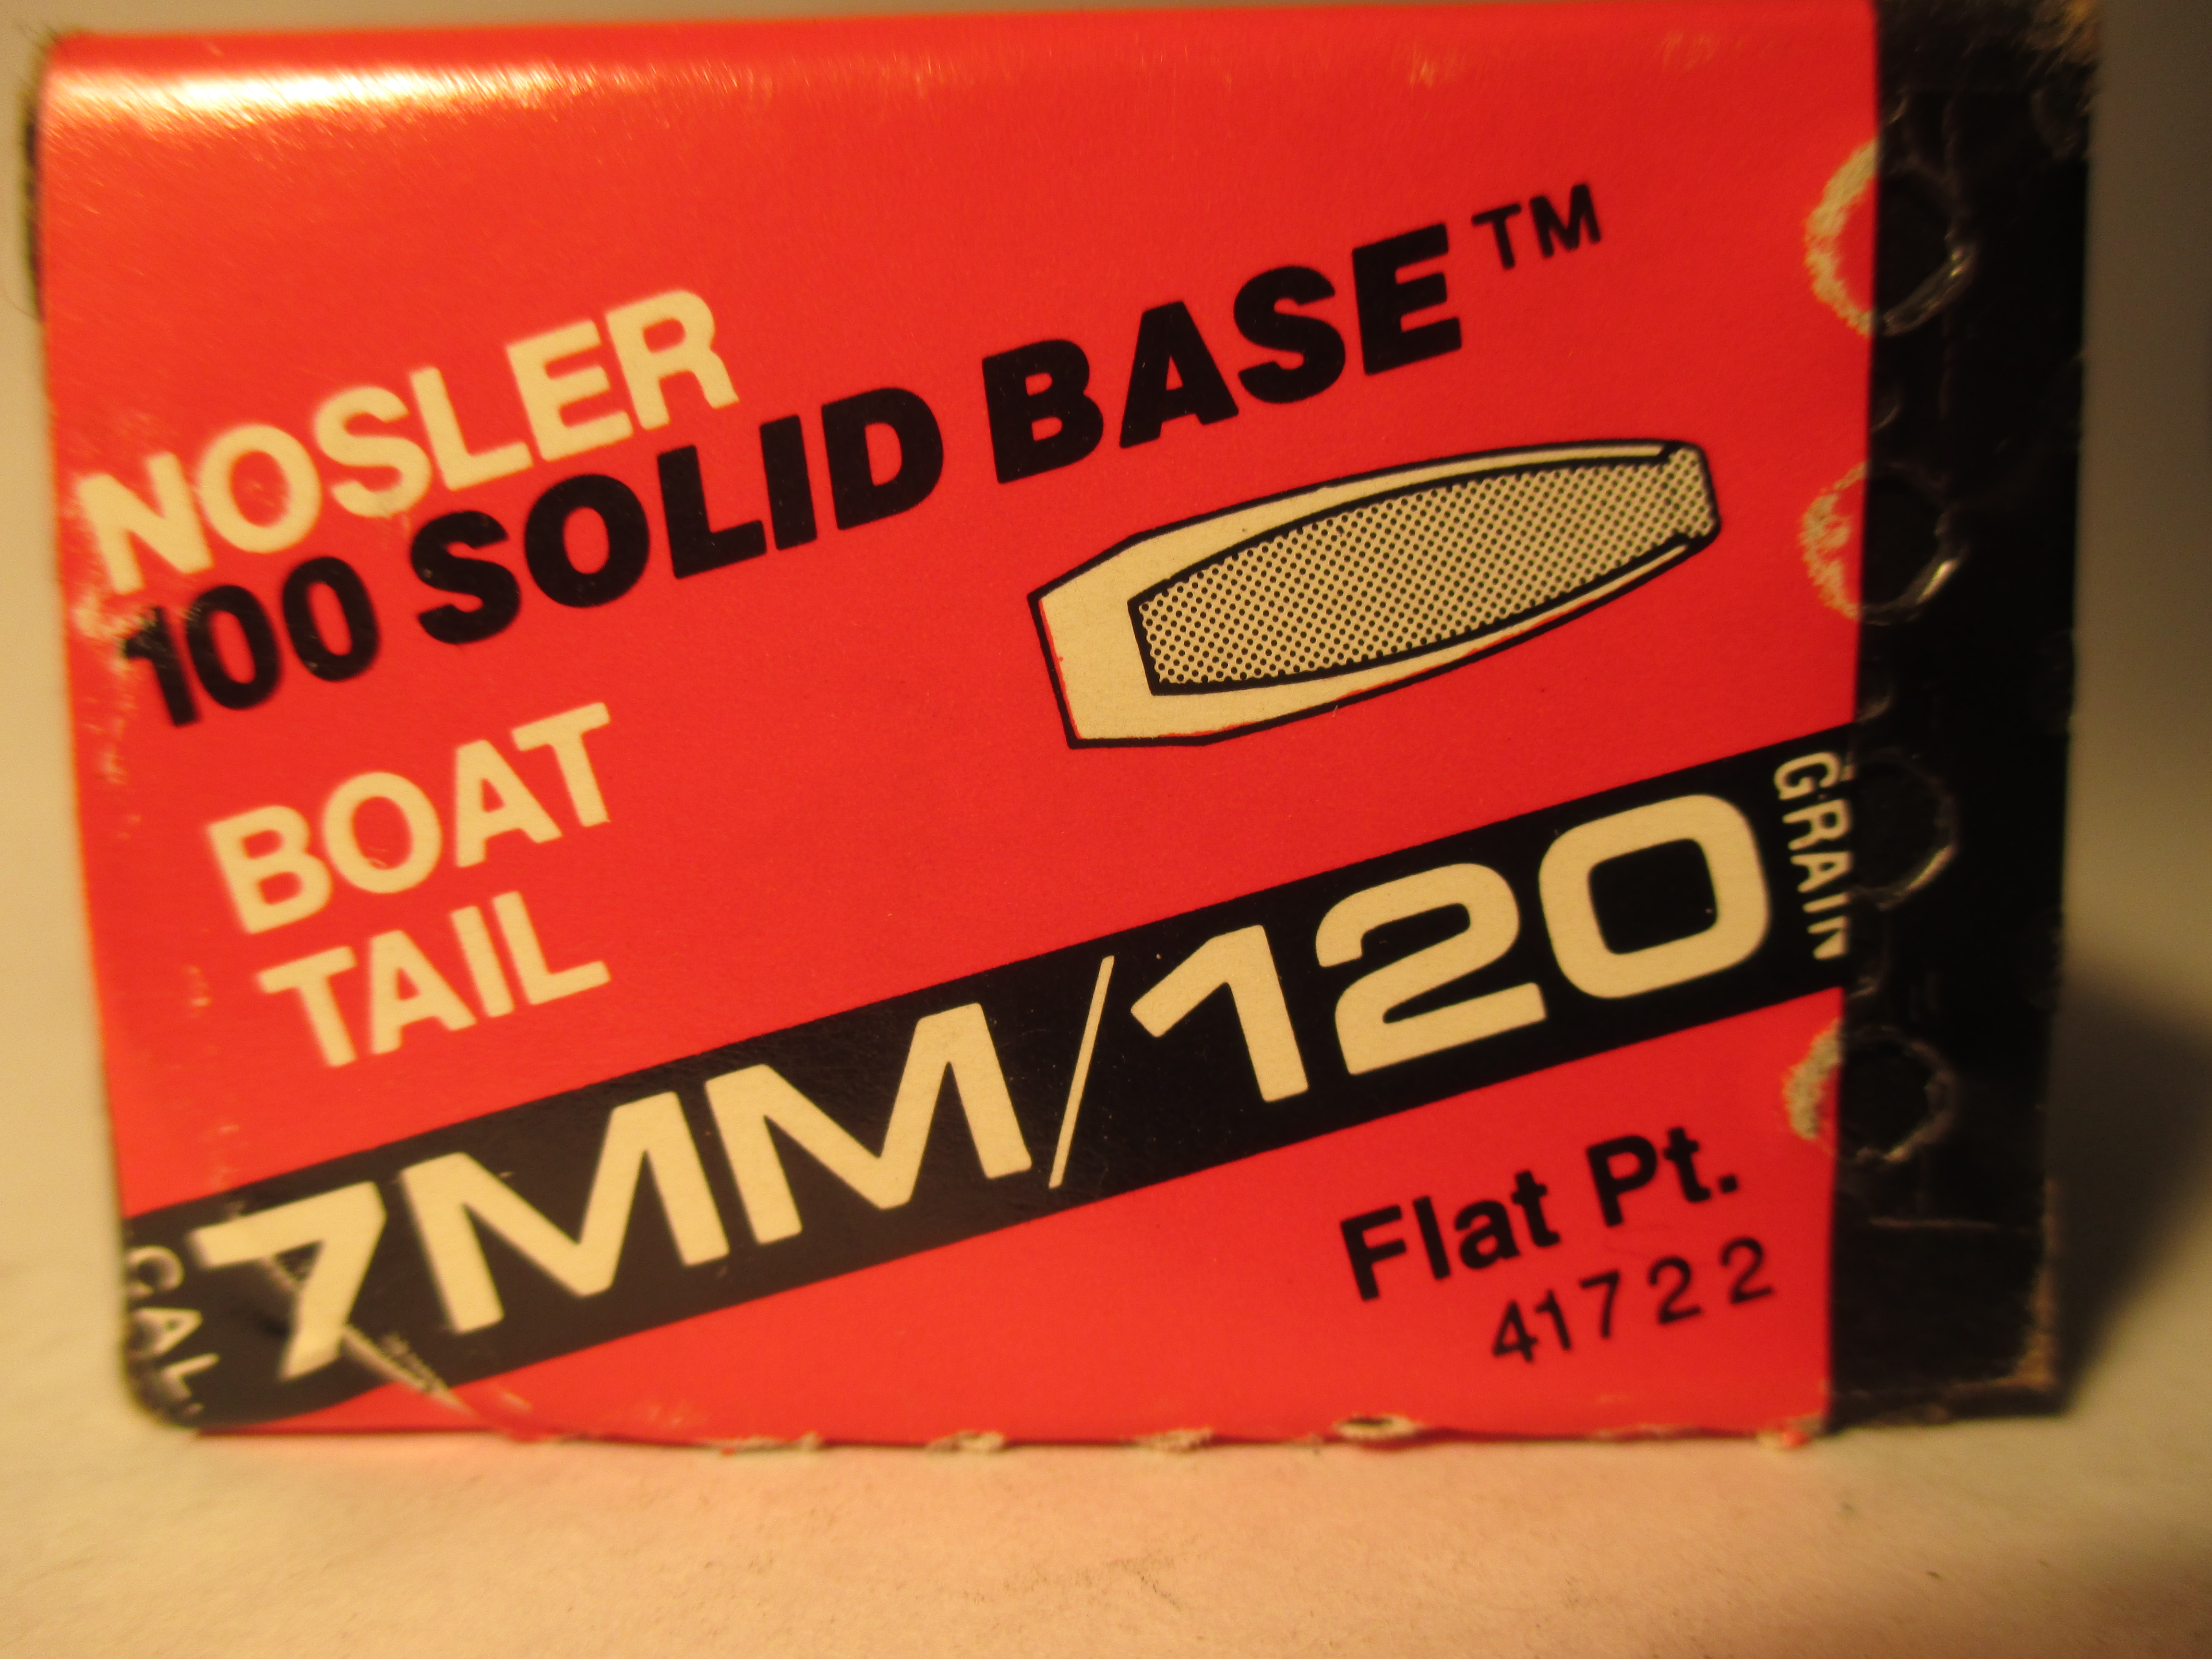 NOSLER
100 SOLID BASE™
BOAT
TAIL
CAL.
7MM/120
GRAIN
Flat Pt.
41722